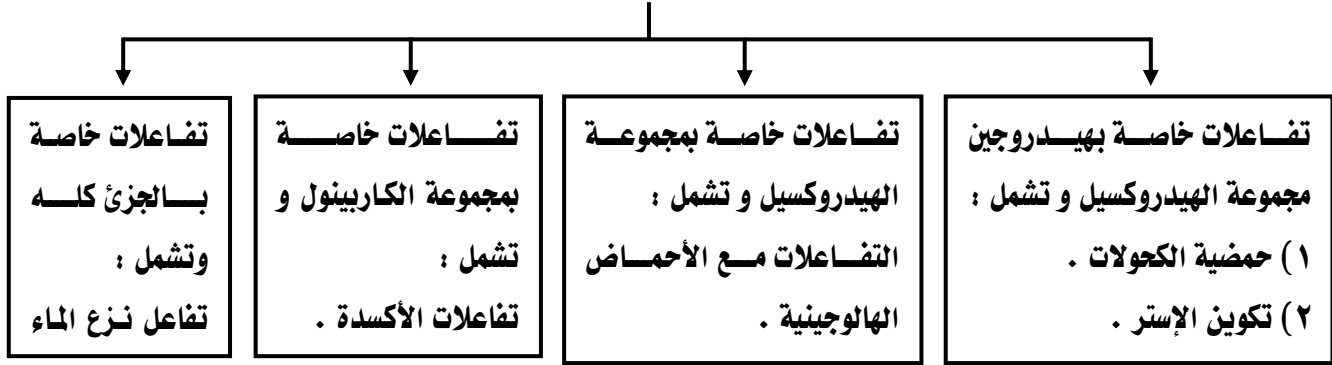 تفاعلات خاصة بهيدروجين
مجموعة الهيدروكسيل و تشمل :
١) حمضية الكحولات .
٢) تكوين الإستر .
تفاعلات خاصة بمجموعة
الهيدروكسيل و تشمل :
التفاعلات مع الأحماض
الهالوجينية .
تفاعلات خاصة
بمجموعة الكاربينول و
تشمل :
تفاعلات الأكسدة .
تفاعلات خاصة
بالجزئ كله
وتشمل :
تفاعل نزع الماء